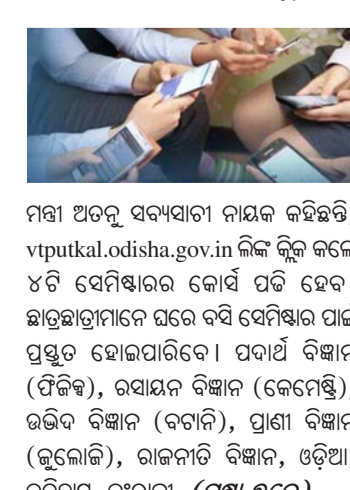 ମନ୍ତ୍ରୀ ଅତନୁ ସବ୍ୟସାଚୀ ନାୟକ କହିଛନ୍ତି,
vtputkal.odisha.gov.in ଲିଙ୍କ କ୍ଲିକ କଲେ
୪ଟି ସେମିଷ୍ଟାରର କୋର୍ସ ପଢି ହେବ
ଛାତ୍ରଛାତ୍ରୀମାନେ ଘରେ ବସି ସେମିଷ୍ଟାର ପାଇଁ
ପ୍ରସ୍ତୁତ ହୋଇପାରିବେ। ପଦାର୍ଥ ବିଜ୍ଞାନ
(ଫିଜିକ୍ସ), ରସାୟନ ବିଜ୍ଞାନ (କେମେଷ୍ଟ୍ରି)
ଉଦ୍ଭିଦ ବିଜ୍ଞାନ (ବଟାନି), ପ୍ରାଣୀ ବିଜ୍ଞାନ
(ଜୁଲୋଜି), ରାଜନୀତି ବିଜ୍ଞାନ, ଓଡ଼ିଆ